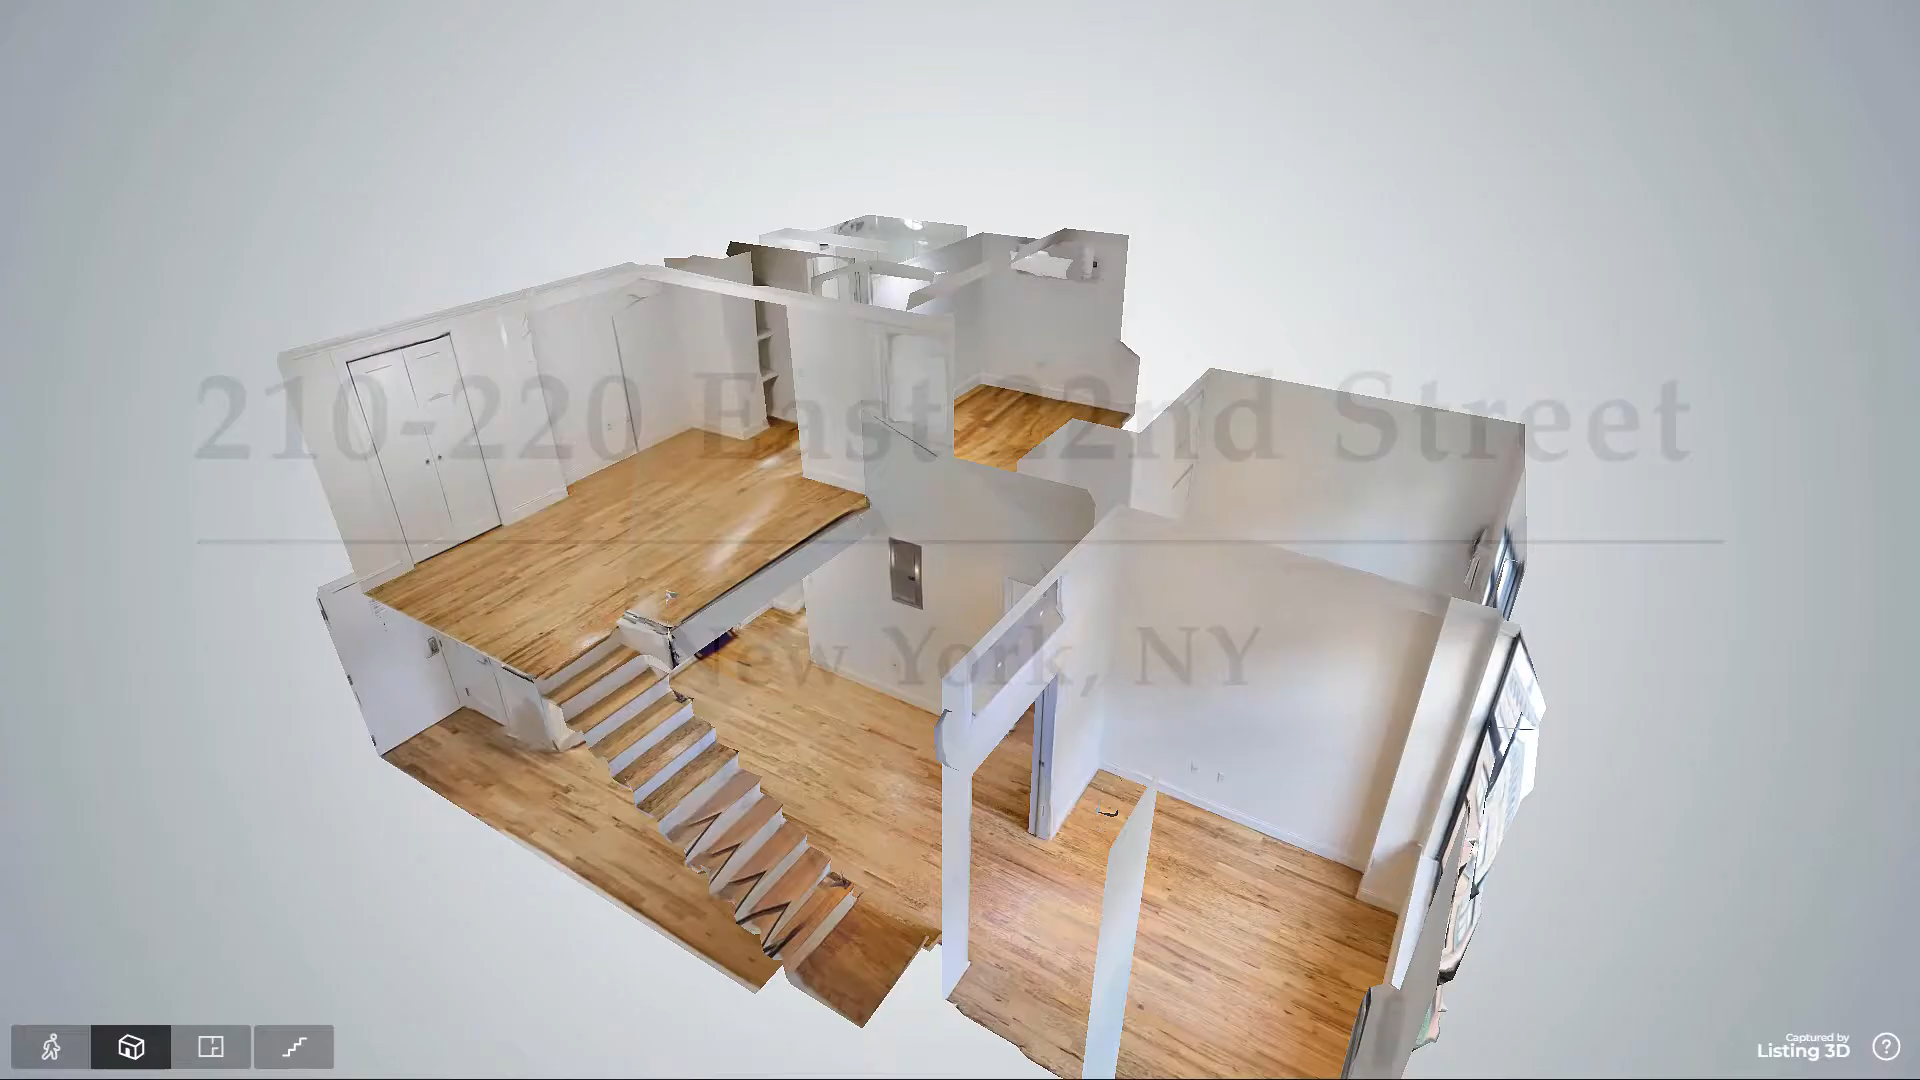 210-220 East 22nd Street
New York, NY
Captured by
Listing 3D
?